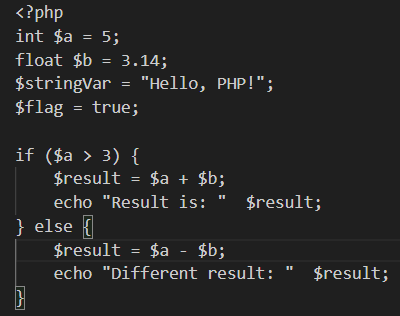 <?php
int $a = 5;
float $b = 3.14;
$stringVar = "Hello, PHP!";
$flag = true;

if ($a > 3) {
    $result = $a + $b;
    echo "Result is: "  $result;
} else {
    $result = $a - $b;
    echo "Different result: "  $result;
}